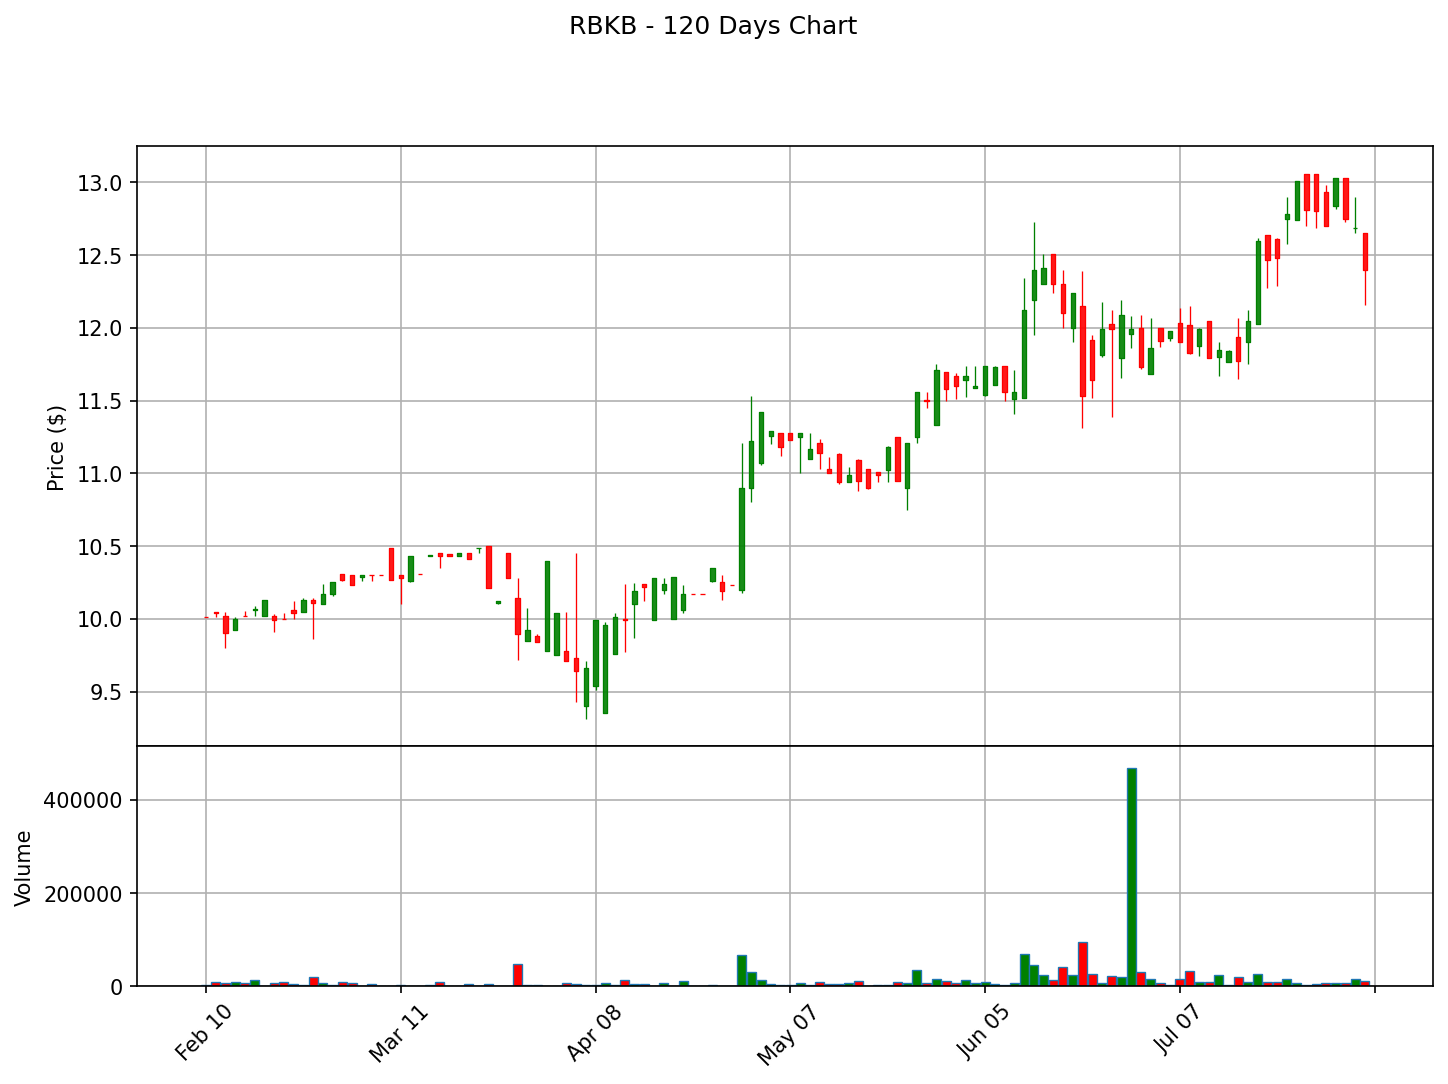 RBKB - 120 Days Chart
13.0
12.5
12.0
11.5
11.0
10.5
10.0
9.5
Price ($)
400000
200000
0
Volume
Feb 10
Mar 11
Apr 08
May 07
Jun 05
Jul 07